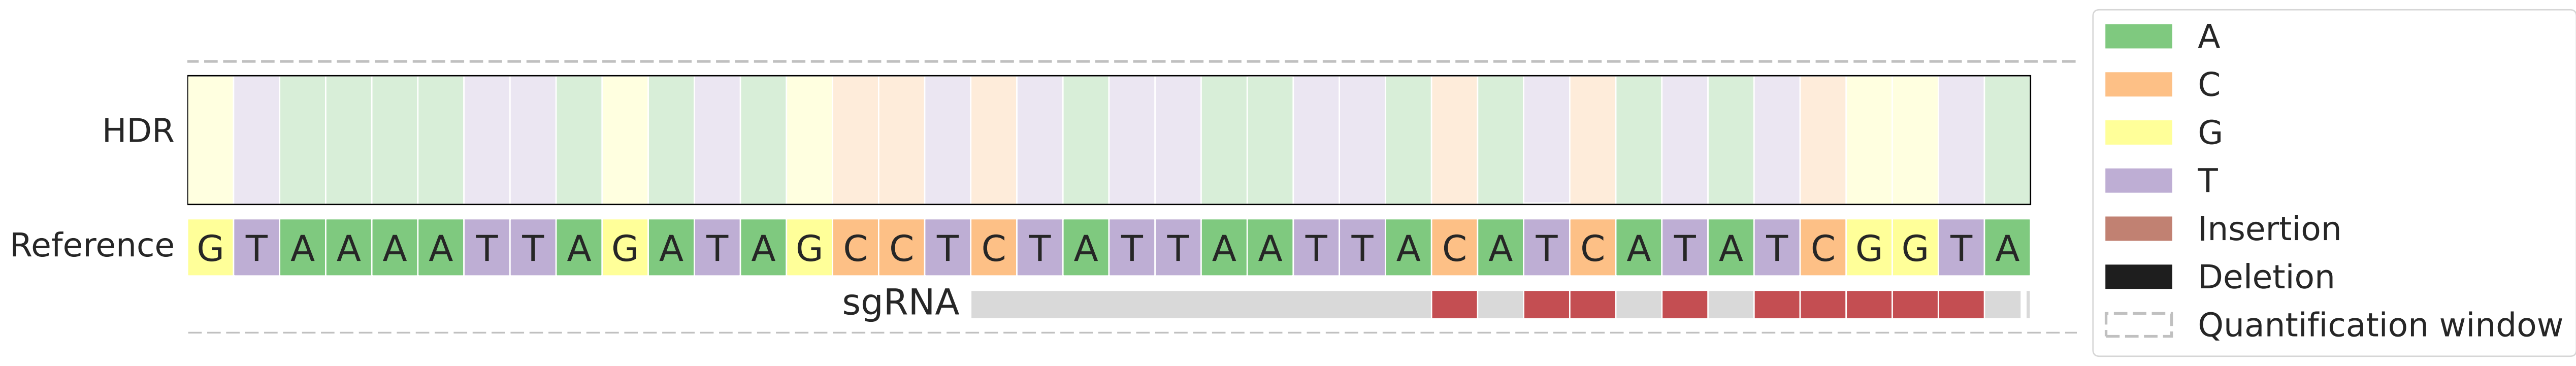 HDR
Reference G T A A A A T T A G A T A G C C T C T A T T A A T T A C A T C A T A T C G G T A
sgRNA
A
C
G
T
Insertion
Deletion
Quantification window